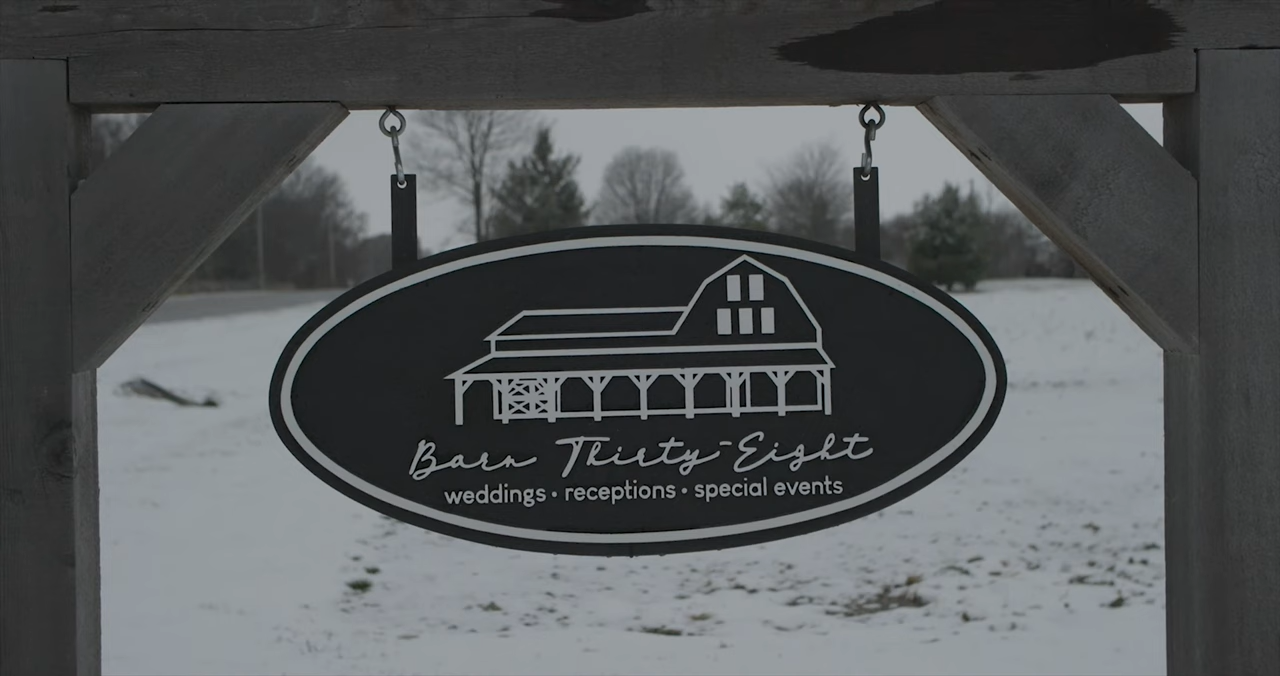 Barn Thirty-Eight
weddings • receptions • special events